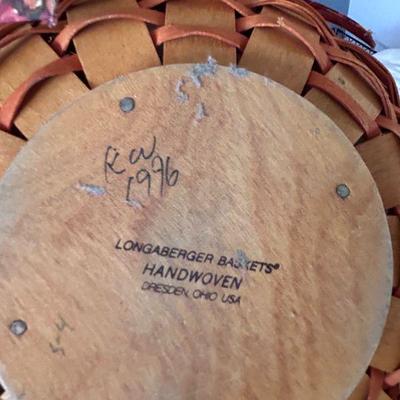 RW
1996
LONGABERGER BASKETS®
HANDWOVEN
DRESDEN, OHIO USA